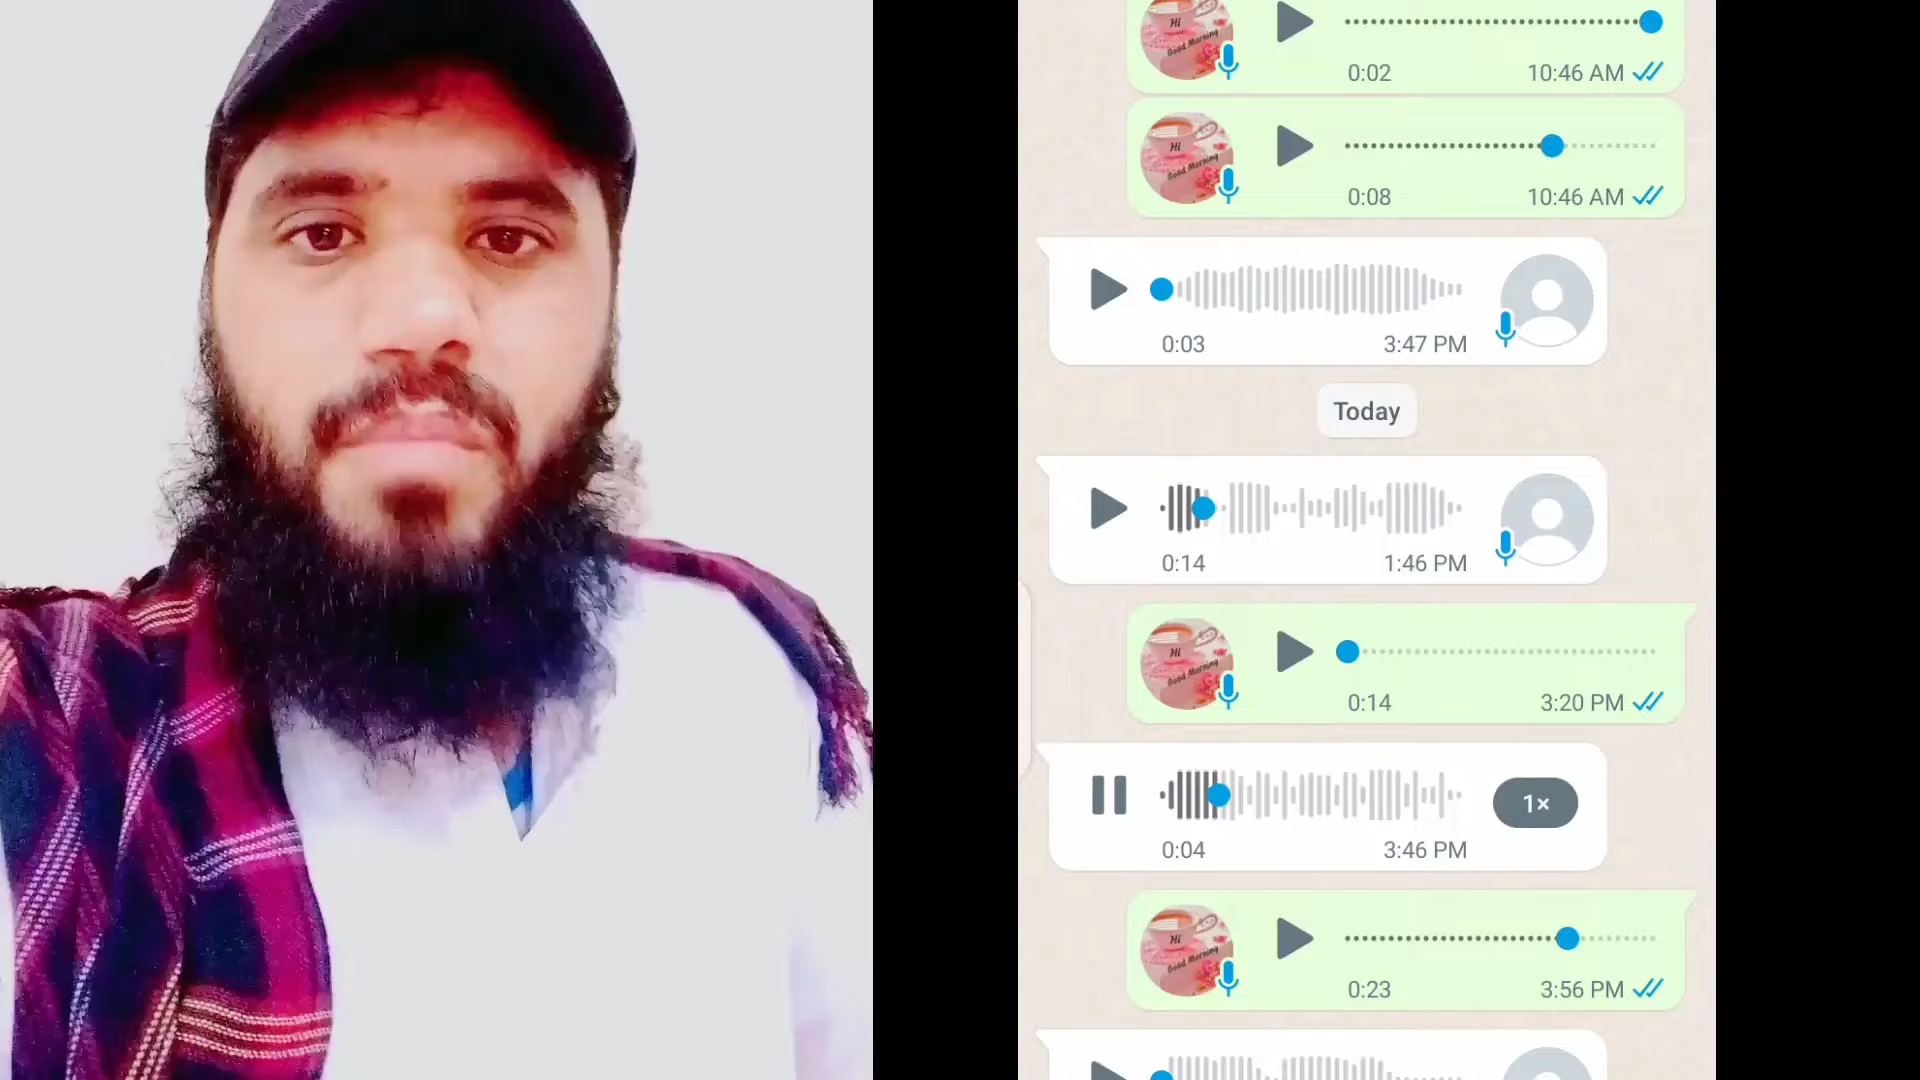 Hi
Good Morning
0:02 10:46 AM
Hi
Good Morning
0:08 10:46 AM
0:03 3:47 PM
Today
0:14 1:46 PM
Hi
Good Morning
0:14 3:20 PM
1×
0:04 3:46 PM
Hi
Good Morning
0:23 3:56 PM